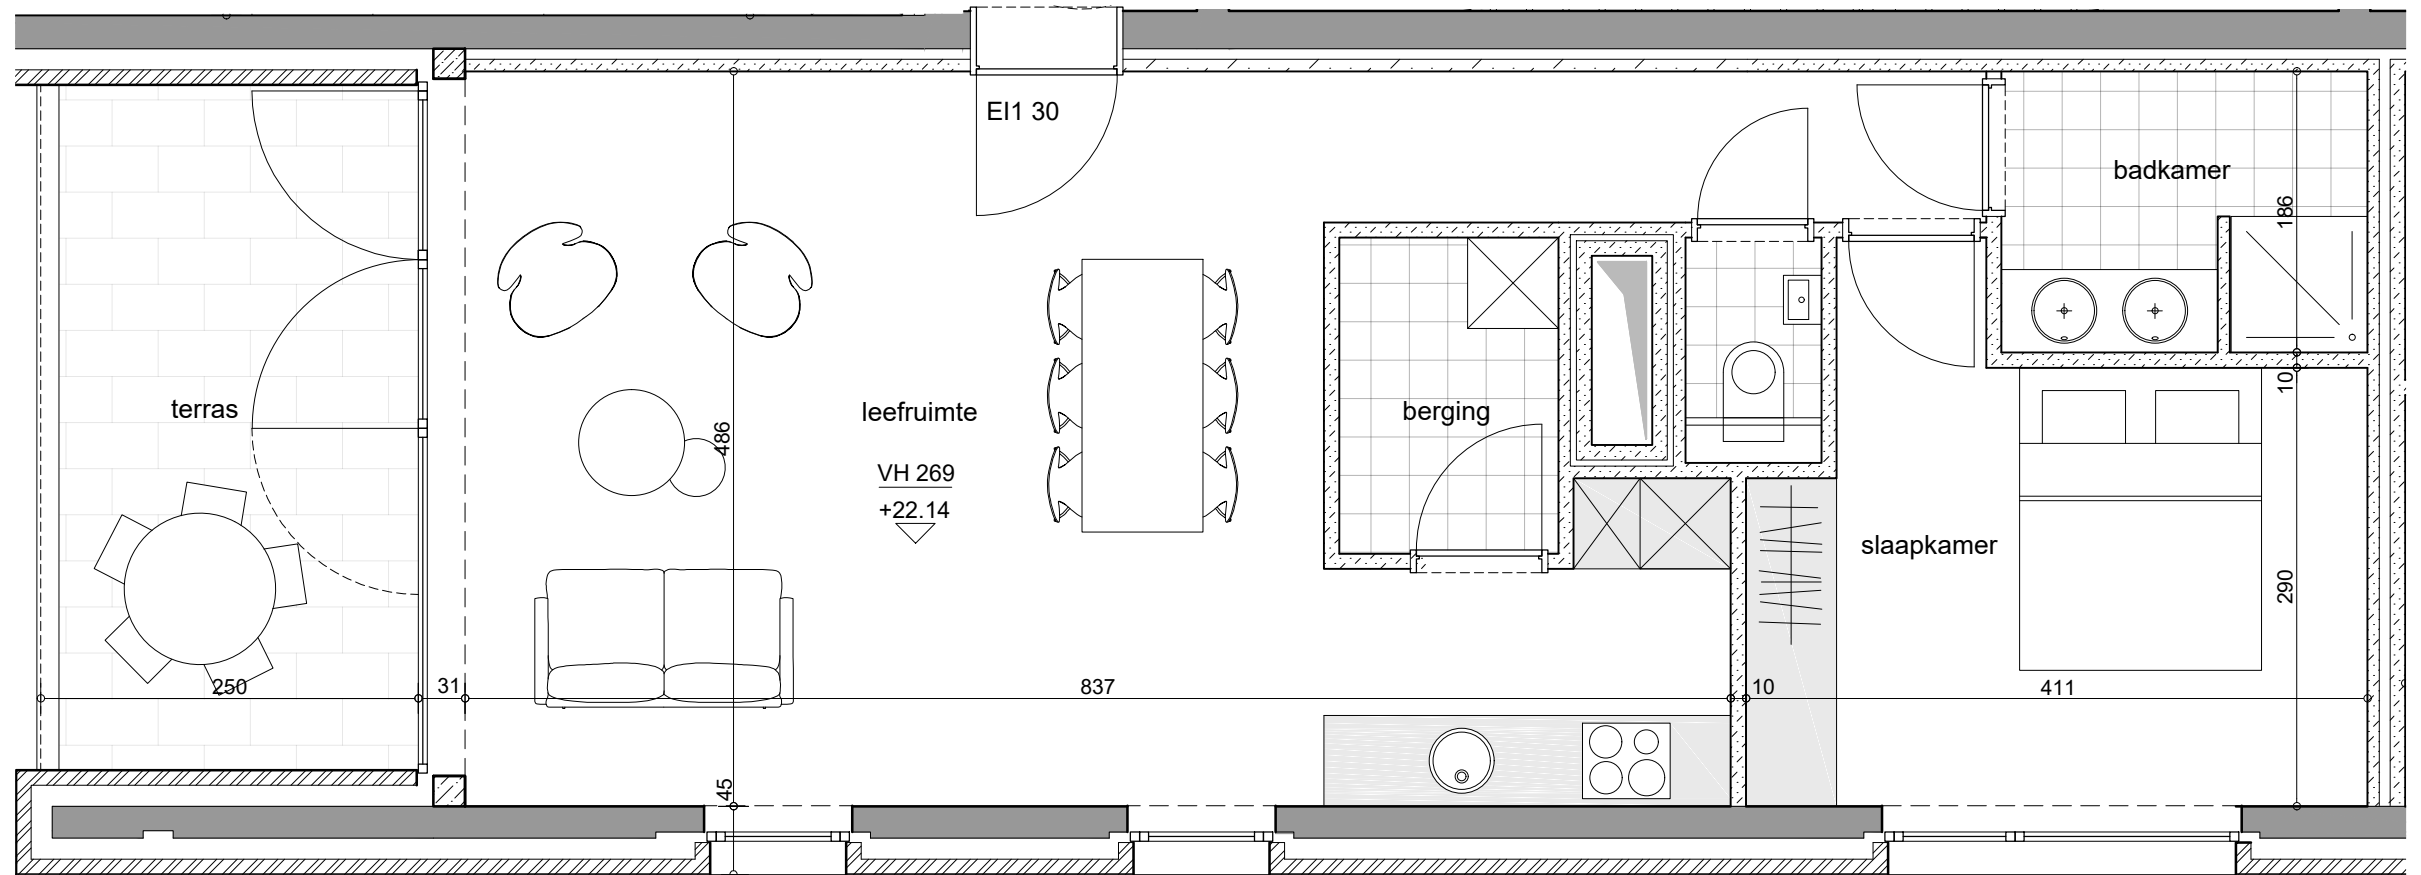 EI1 30
badkamer
186
10
terras
leefruimte
486
berging
VH 269
+22.14
slaapkamer
290
250
31
837
10
411
45